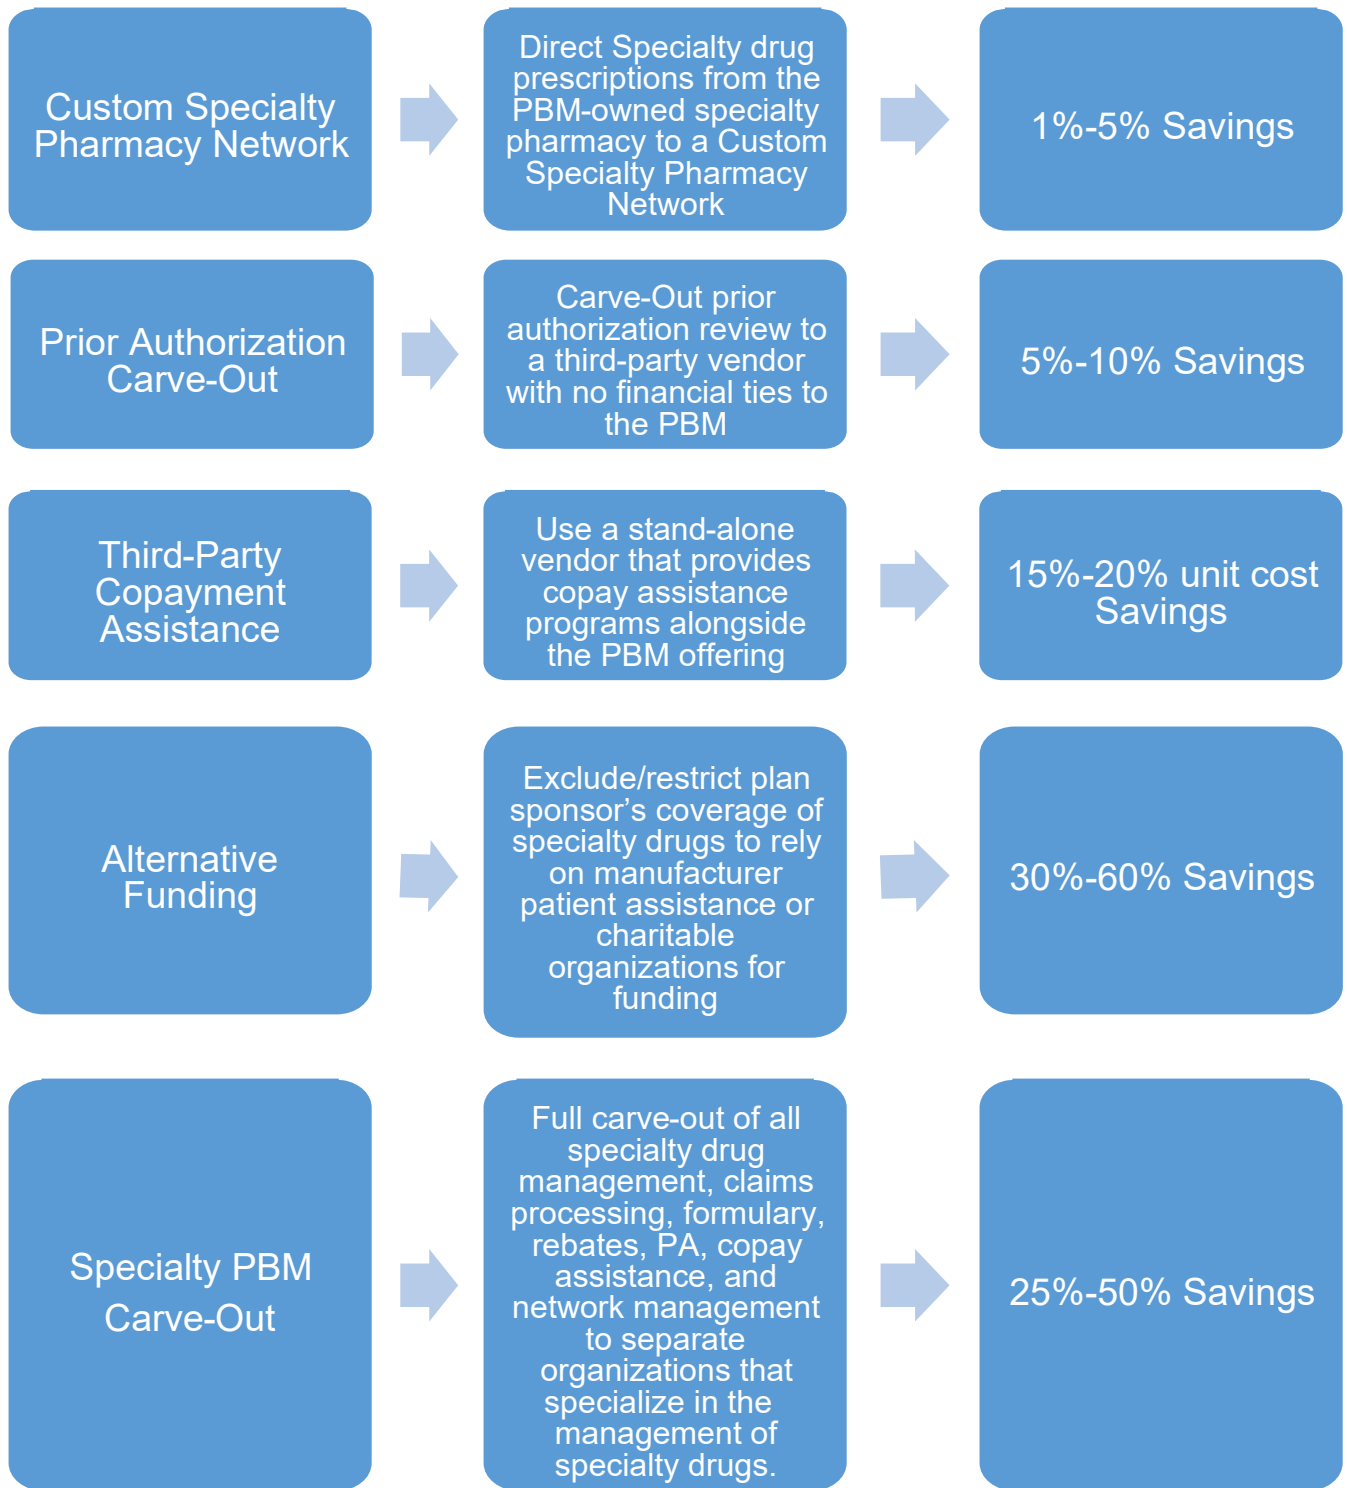 Custom Specialty
Pharmacy Network
Direct Specialty drug
prescriptions from the
PBM-owned specialty
pharmacy to a Custom
Specialty Pharmacy
Network
1%-5% Savings
Prior Authorization
Carve-Out
Carve-Out prior
authorization review to
a third-party vendor
with no financial ties to
the PBM
5%-10% Savings
Third-Party
Copayment
Assistance
Use a stand-alone
vendor that provides
copay assistance
programs alongside
the PBM offering
15%-20% unit cost
Savings
Alternative
Funding
Exclude/restrict plan
sponsor’s coverage of
specialty drugs to rely
on manufacturer
patient assistance or
charitable
organizations for
funding
30%-60% Savings
Specialty PBM
Carve-Out
Full carve-out of all
specialty drug
management, claims
processing, formulary,
rebates, PA, copay
assistance, and
network management
to separate
organizations that
specialize in the
management of
specialty drugs.
25%-50% Savings